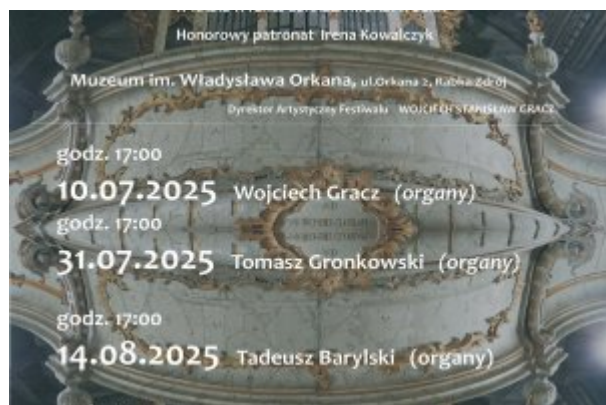 Honorowy patronat Irena Kowalczyk
Muzeum im. Władysława Orkana, ul.Orkana 2, Rabka Zdrój
Dyrektor Artystyczny Festiwalu WOJCIECH STANISŁAW GRACZ
godz. 17:00
10.07.2025 Wojciech Gracz (organy)
godz. 17:00
31.07.2025 Tomasz Gronkowski (organy)
godz. 17:00
14.08.2025 Tadeusz Barylski (organy)